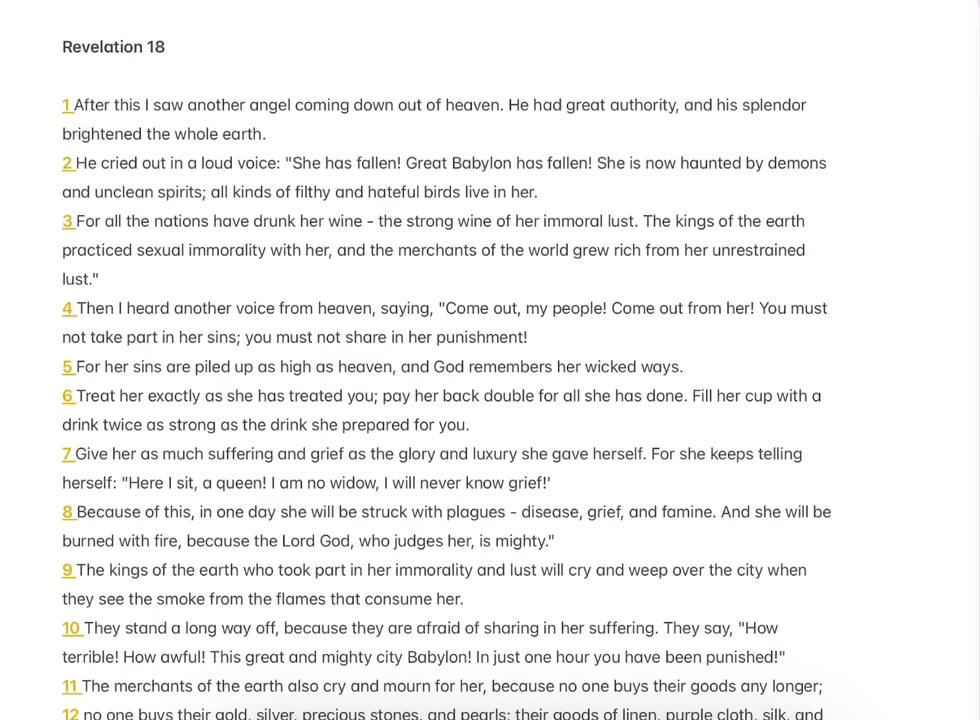 Revelation 18
1 After this I saw another angel coming down out of heaven. He had great authority, and his splendor
brightened the whole earth.
2 He cried out in a loud voice: "She has fallen! Great Babylon has fallen! She is now haunted by demons
and unclean spirits; all kinds of filthy and hateful birds live in her.
3 For all the nations have drunk her wine - the strong wine of her immoral lust. The kings of the earth
practiced sexual immorality with her, and the merchants of the world grew rich from her unrestrained
lust."
4 Then I heard another voice from heaven, saying, "Come out, my people! Come out from her! You must
not take part in her sins; you must not share in her punishment!
5 For her sins are piled up as high as heaven, and God remembers her wicked ways.
6 Treat her exactly as she has treated you; pay her back double for all she has done. Fill her cup with a
drink twice as strong as the drink she prepared for you.
7 Give her as much suffering and grief as the glory and luxury she gave herself. For she keeps telling
herself: "Here I sit, a queen! I am no widow, I will never know grief!'
8 Because of this, in one day she will be struck with plagues - disease, grief, and famine. And she will be
burned with fire, because the Lord God, who judges her, is mighty."
9 The kings of the earth who took part in her immorality and lust will cry and weep over the city when
they see the smoke from the flames that consume her.
10 They stand a long way off, because they are afraid of sharing in her suffering. They say, "How
terrible! How awful! This great and mighty city Babylon! In just one hour you have been punished!"
11 The merchants of the earth also cry and mourn for her, because no one buys their goods any longer;
12 no one buys their gold, silver, precious stones, and pearls; their goods of linen, purple cloth, silk, and